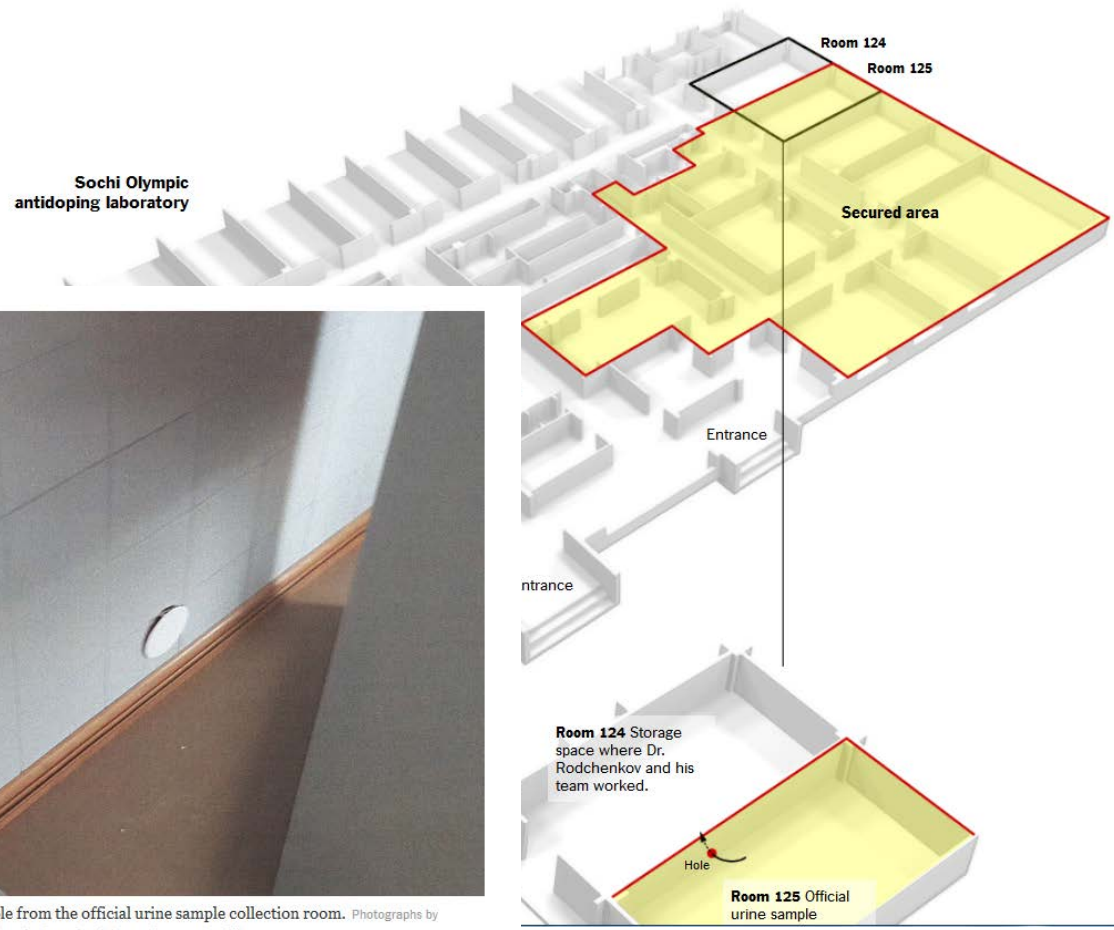 Room 124
Room 125
Sochi Olympic
antidoping laboratory
Secured area
Entrance
ntrance
Room 124 Storage
space where Dr.
Rodchenkov and his
team worked.
Hole
Room 125 Official
urine sample
le from the official urine sample collection room. Photographs by